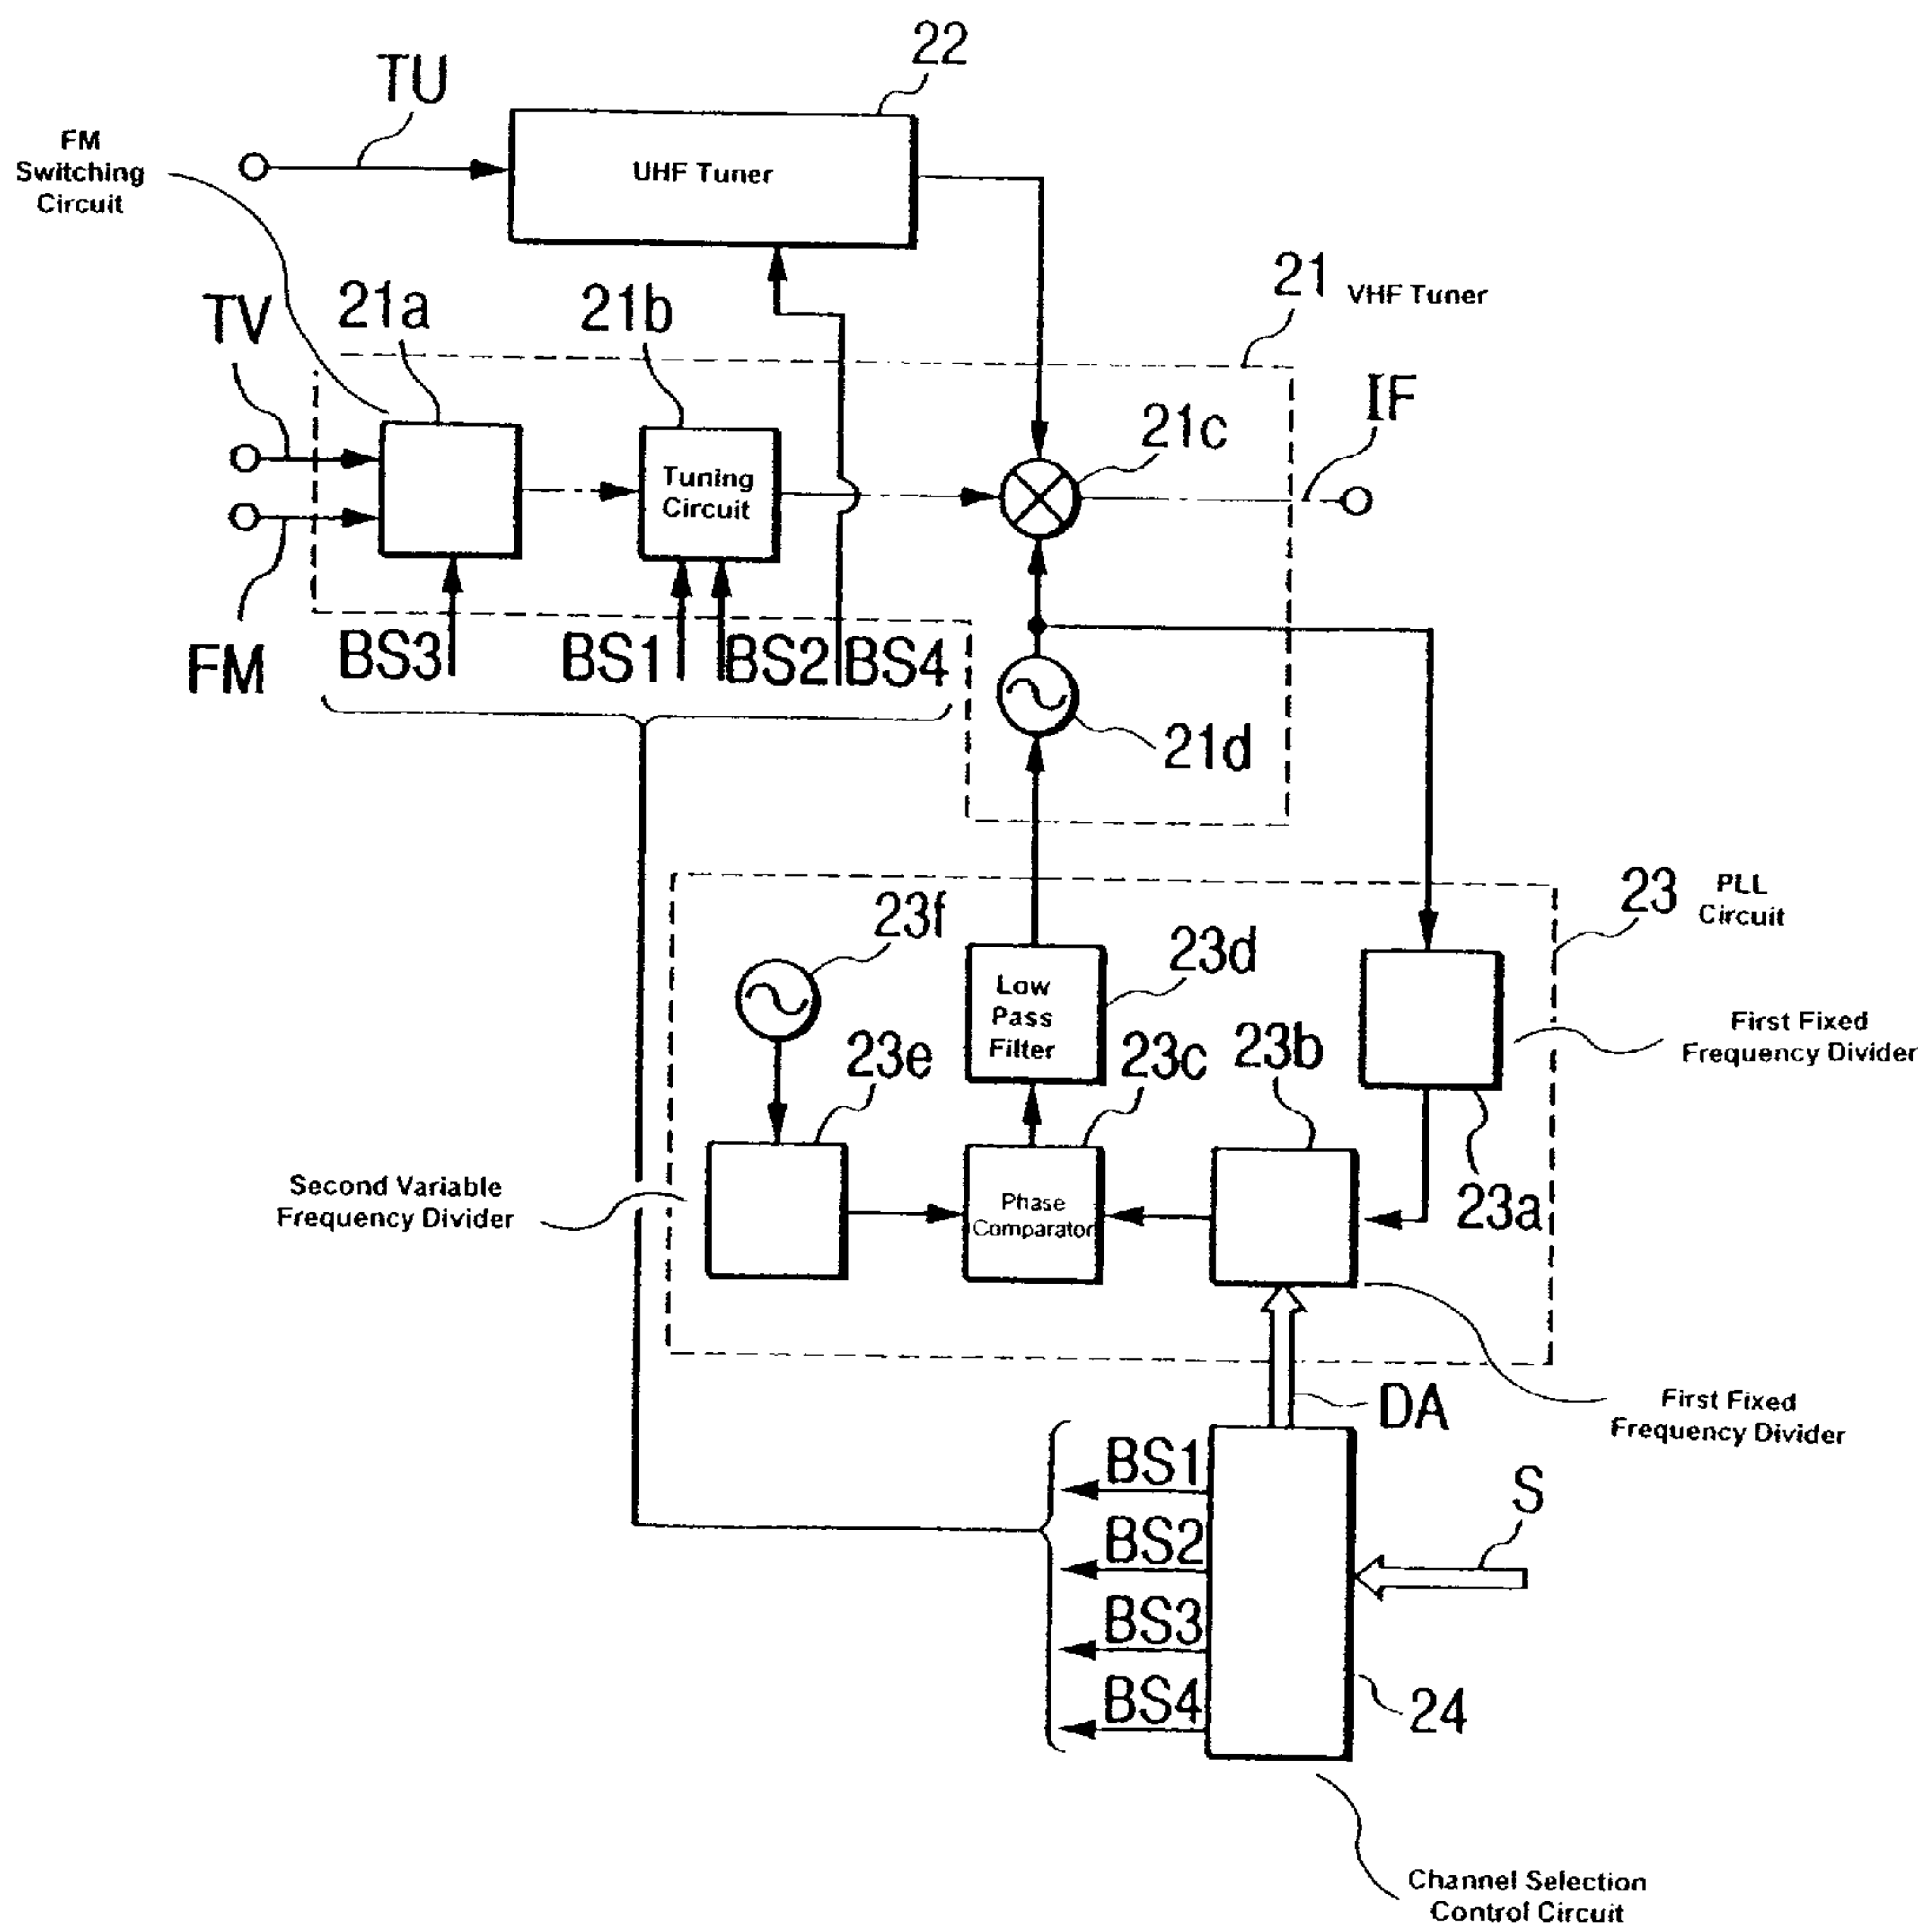 22
TU
FM
Switching
Circuit
UHF Tuner
21 VHF Tuner
TV
21a
21b
IF
21c
Tuning
Circuit
FM
BS3
BS1
BS2
BS4
21d
23 PLL
Circuit
23f
23d
Low
Pass
Filter
First Fixed
Frequency Divider
23e
23c
23b
Second Variable
Frequency Divider
Phase
Comparator
23a
DA
First Fixed
Frequency Divider
BS1
S
BS2
BS3
BS4
24
Channel Selection
Control Circuit